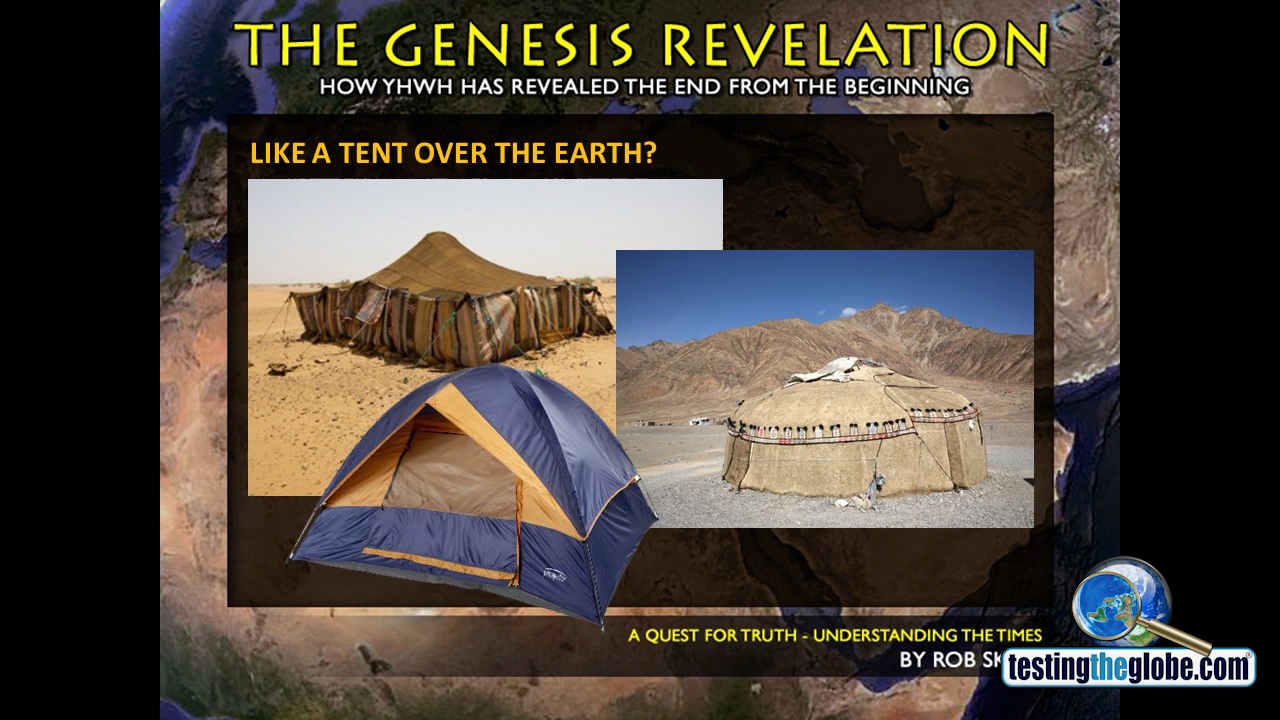 THE GENESIS REVELATION
HOW YHWH HAS REVEALED THE END FROM THE BEGINNING
LIKE A TENT OVER THE EARTH?
A QUEST FOR TRUTH - UNDERSTANDING THE TIMES
BY ROB
testingtheglobe.com